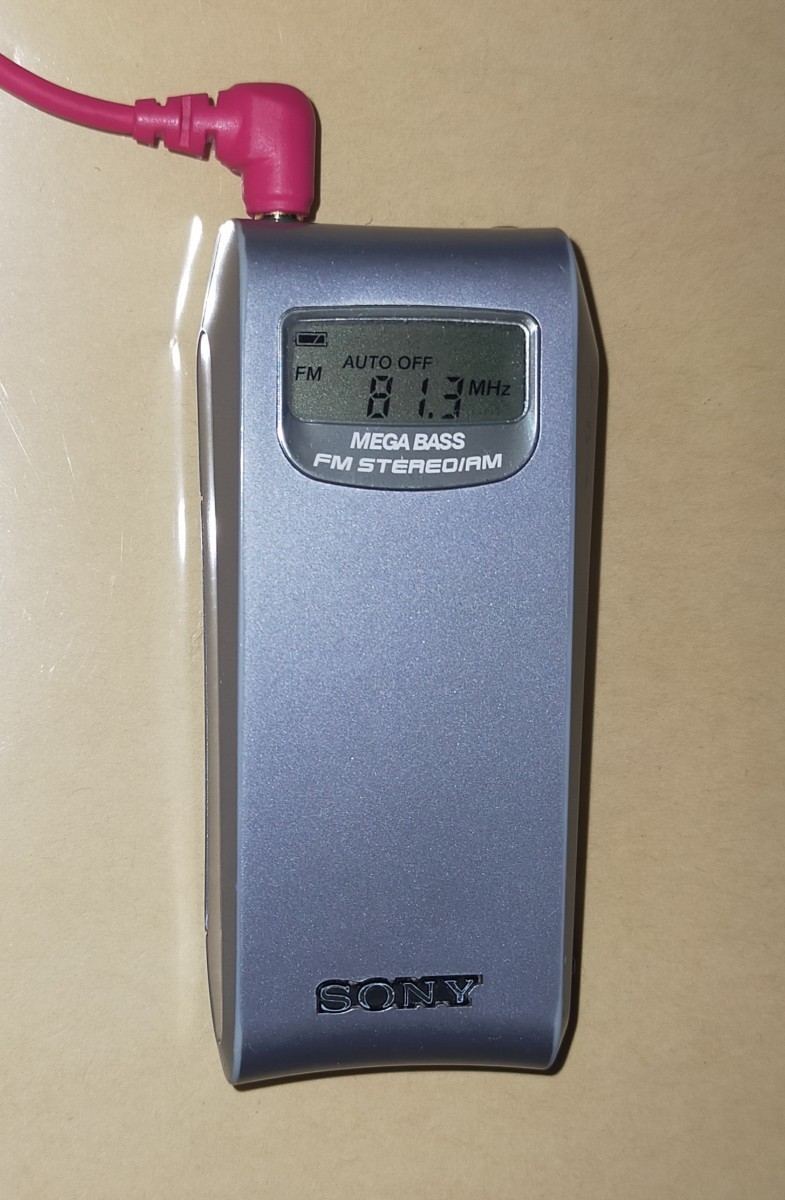 AUTO OFF
FM 81.3 MHz
MEGA BASS
FM STEREO/AM
SONY